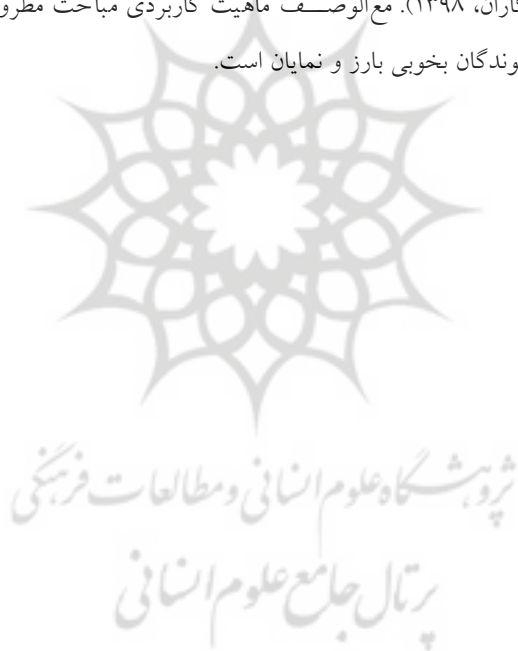 کاران، ۱۳۹۸). مع‌الوصف ماهیت کاربردی مباحث
وندگان بخوبی بارز و نمایان است.
پژوهشگاه علوم انسانی و مطالعات فرهنگی
پرتال جامع علوم انسانی